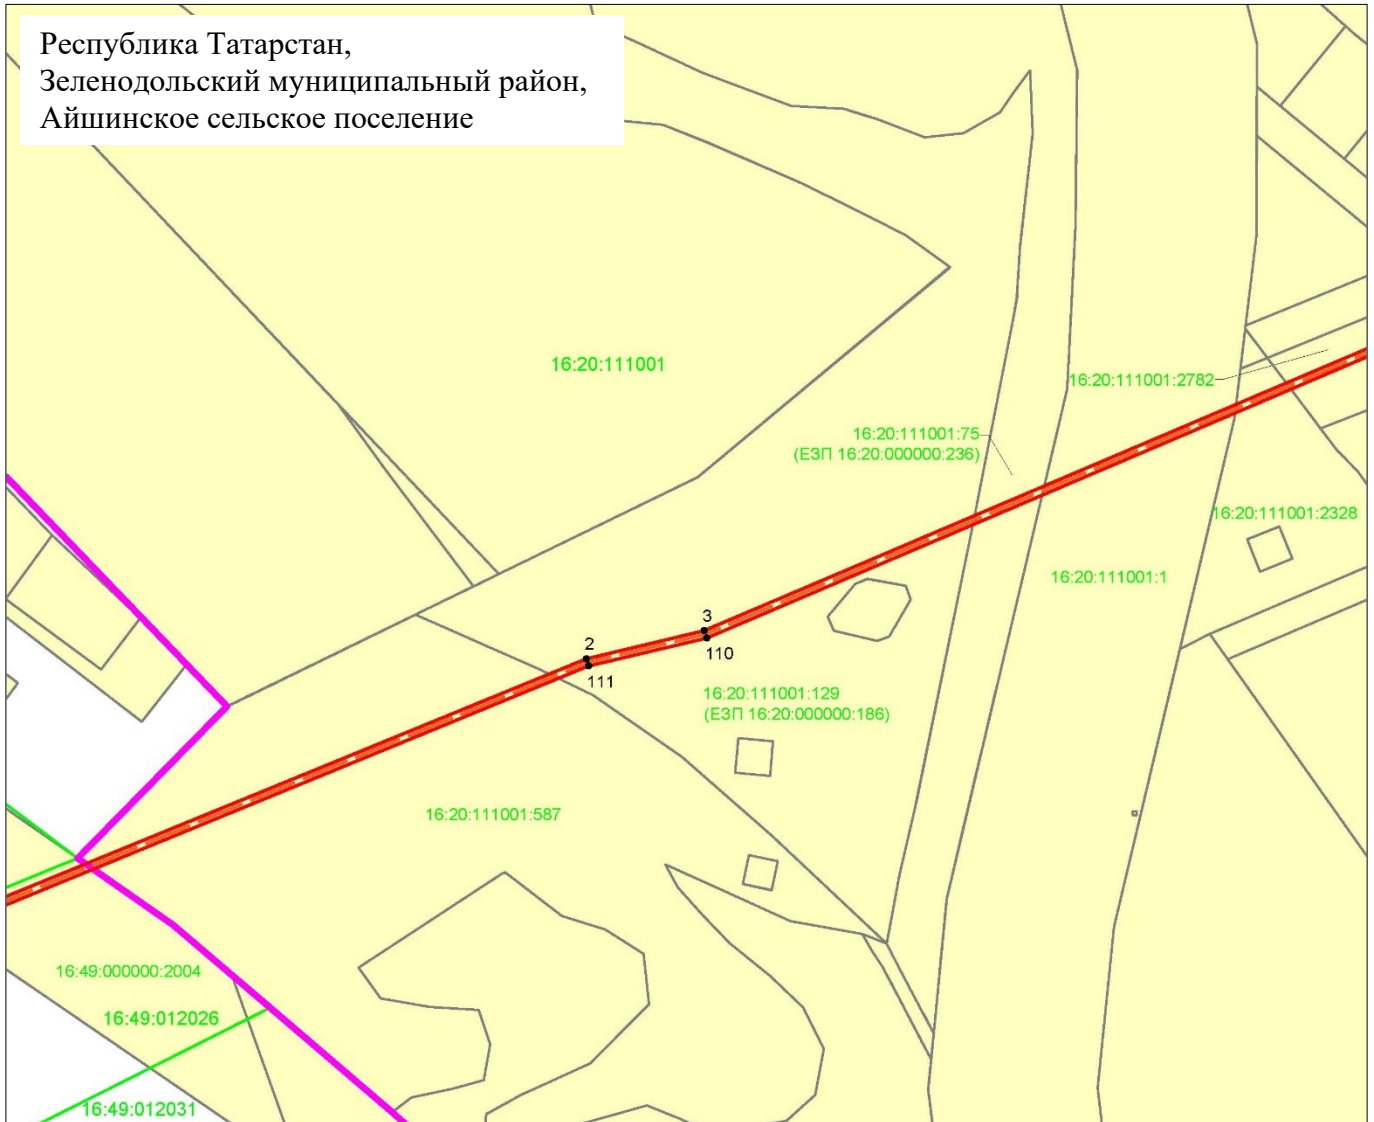 Республика Татарстан,
Зеленодольский муниципальный район,
Айшинское сельское поселение
16:20:111001
16:20:111001:2782
16:20:111001:75
(ЕЗП 16:20:000000:236)
16:20:111001:2328
16:20:111001:1
3
110
2
111
16:20:111001:129
(ЕЗП 16:20:000000:186)
16:20:111001:587
16:49:000000:2004
16:49:012026
16:49:012031